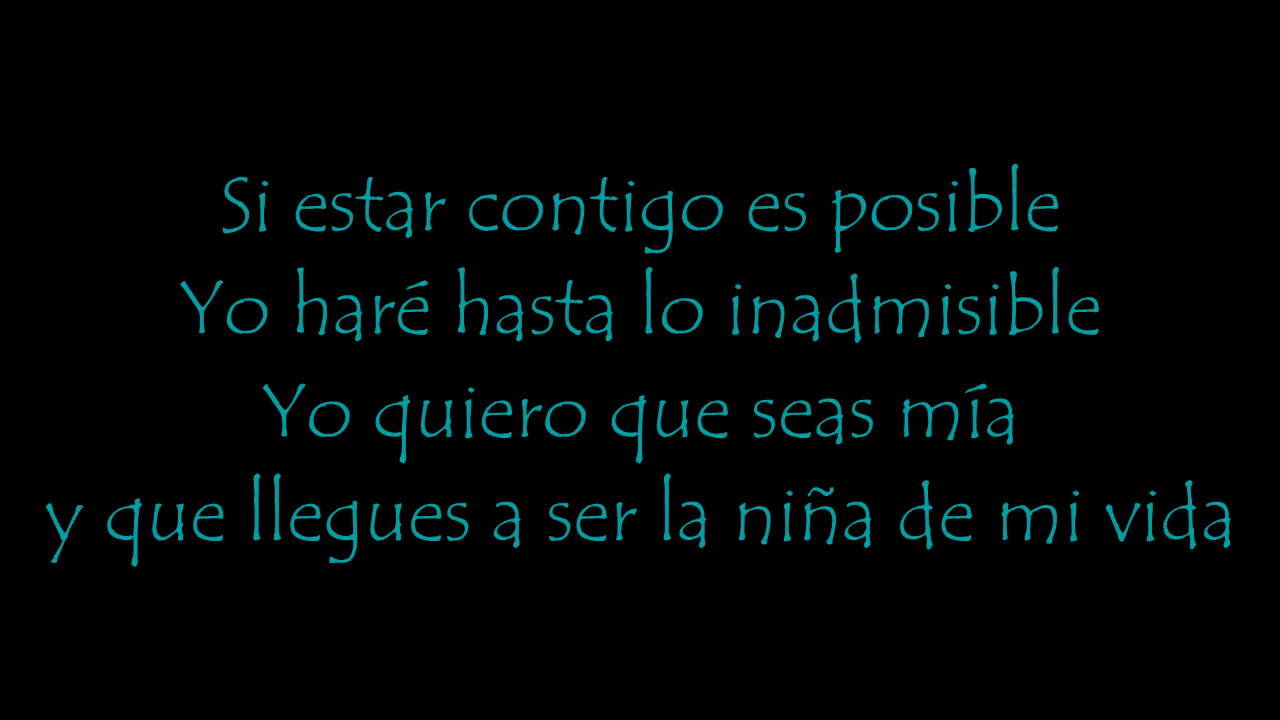 Si estar contigo es posible
Yo haré hasta lo inadmisible
Yo quiero que seas mía
y que llegues a ser la niña de mi vida